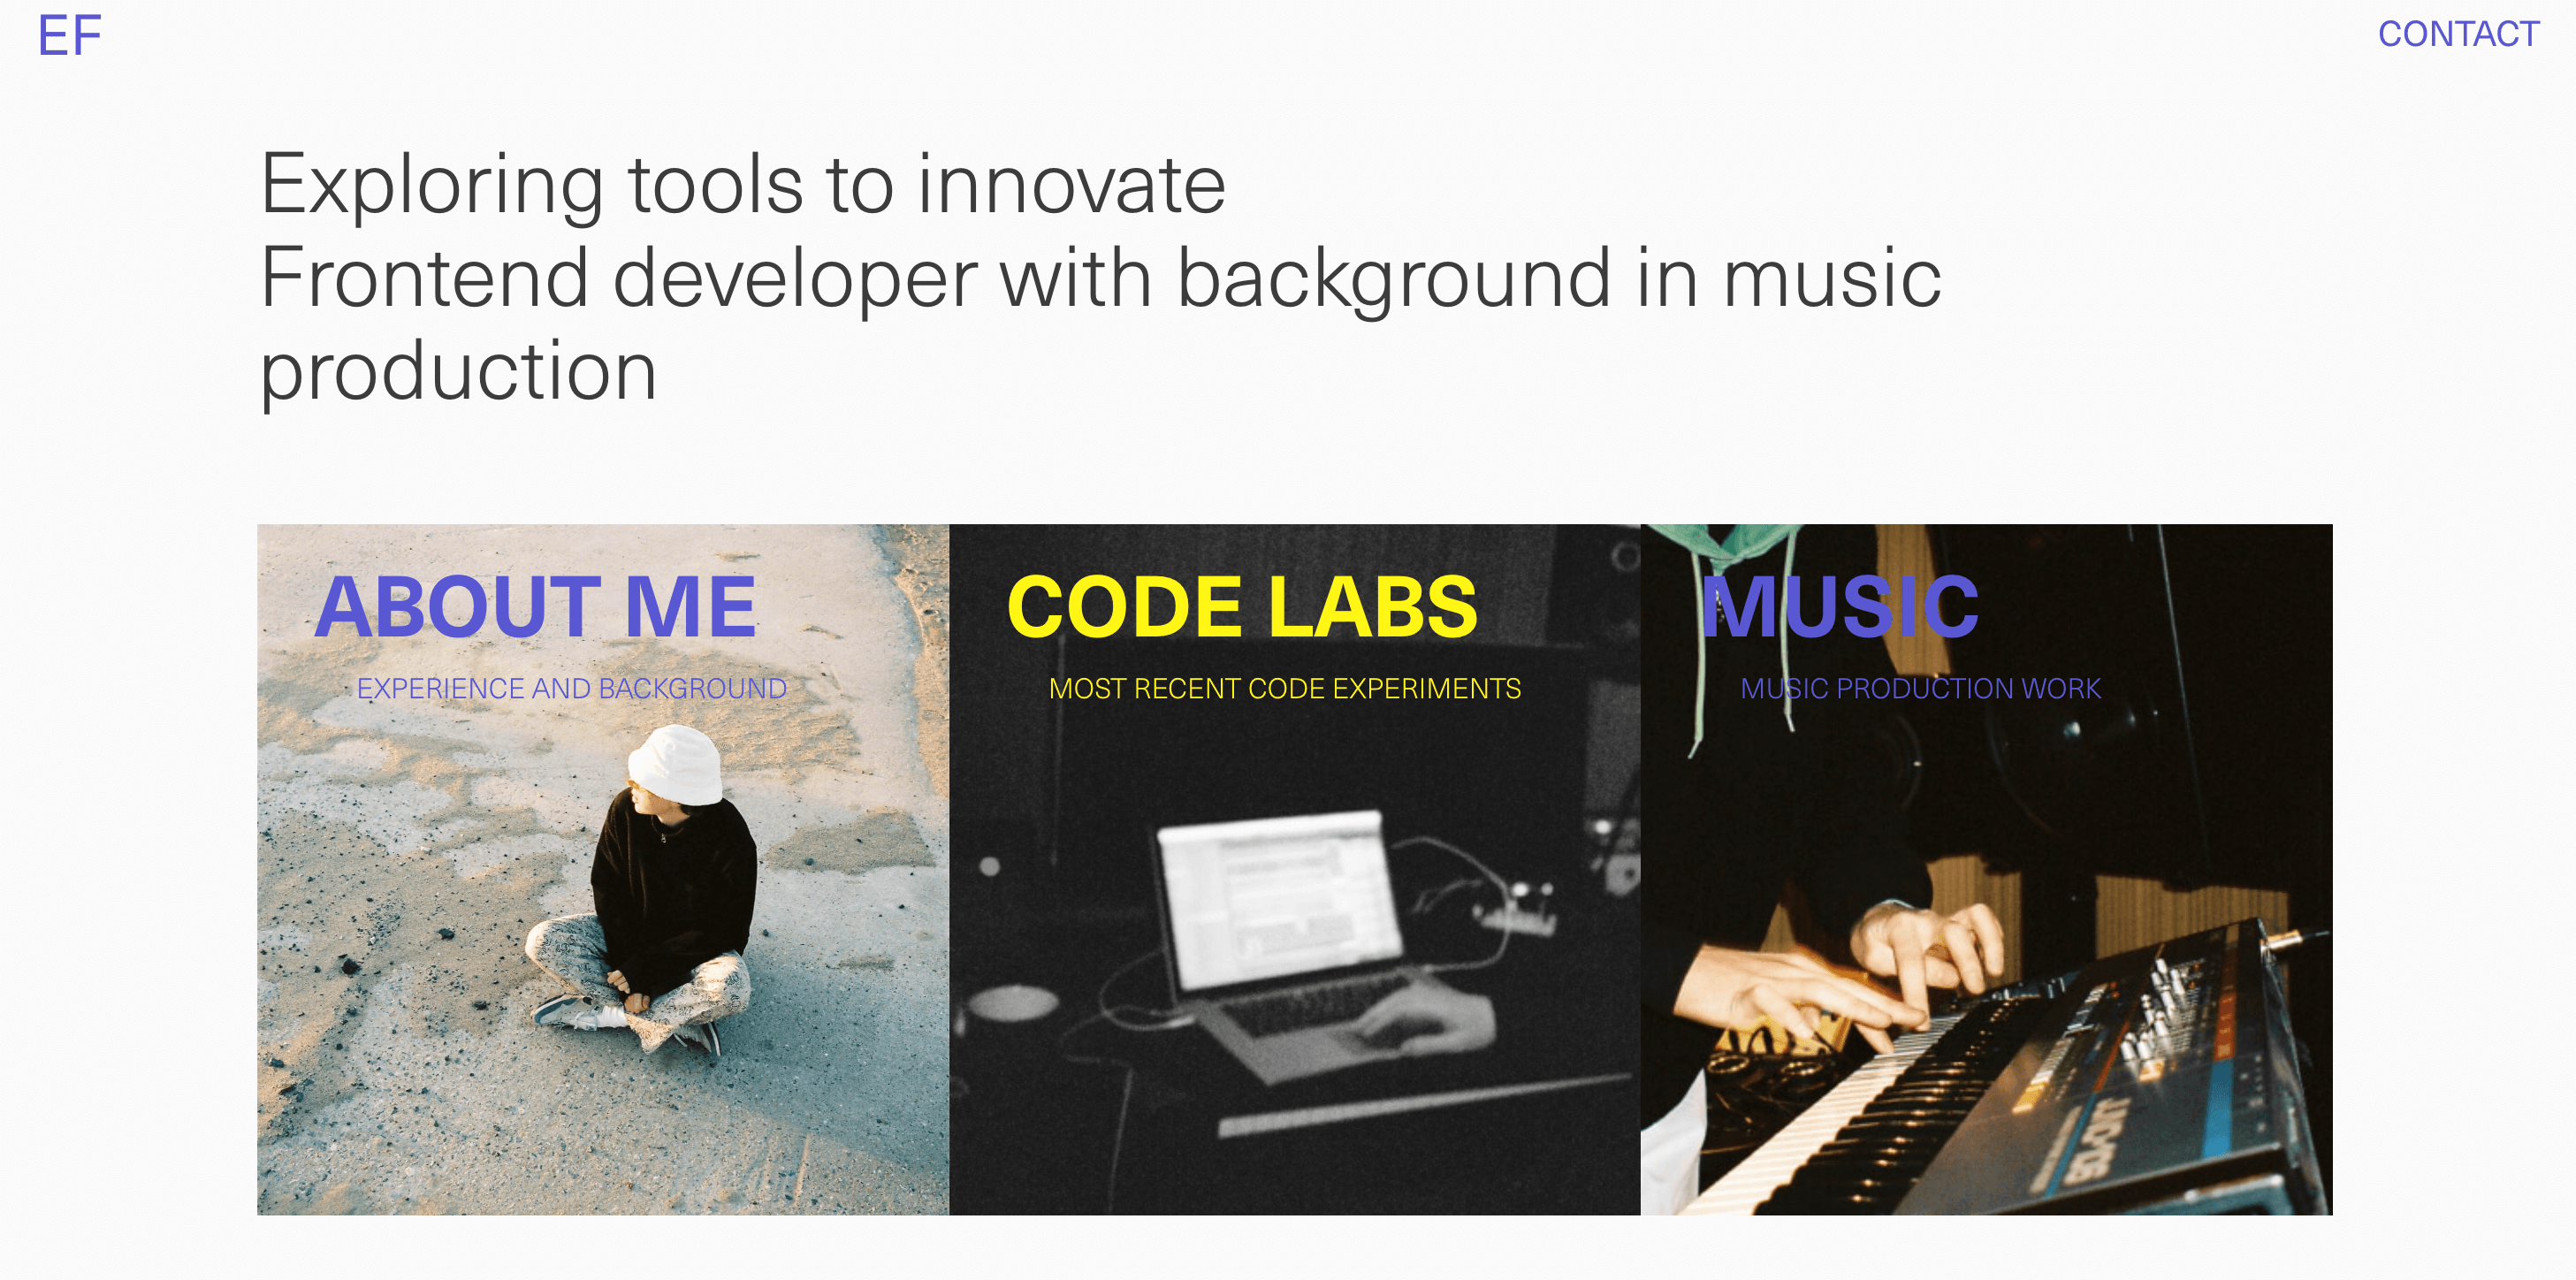 EF
CONTACT
Exploring tools to innovate
Frontend developer with background in music
production
ABOUT ME
EXPERIENCE AND BACKGROUND
CODE LABS
MOST RECENT CODE EXPERIMENTS
MUSIC
MUSIC PRODUCTION WORK